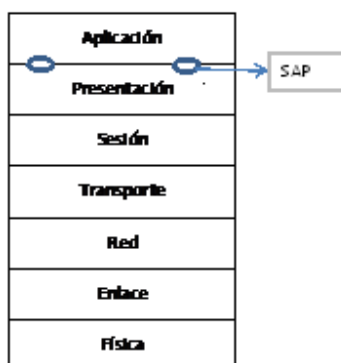 Aplicación
SAP
Presentación
Sesión
Transporte
Red
Enlace
Física